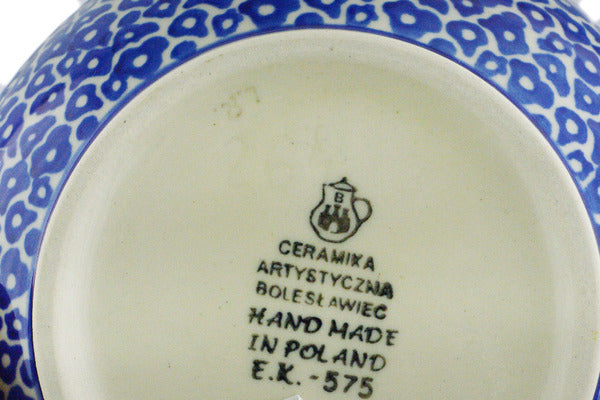 B
CERAMIKA
ARTYSTYCZNA
BOLESŁAWIEC
HAND MADE
IN POLAND
E.K. -575